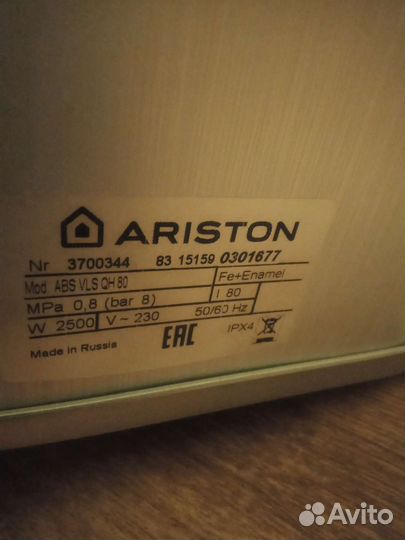 ARISTON
Nr 3700344 83 15159 0301677
Mod. ABS VLS QH 80 Fe+Enamel
MPa 0,8 (bar 8) l 80
W 2500 V~ 230 50/60 Hz
Made in Russia EAC IPX4
Avito